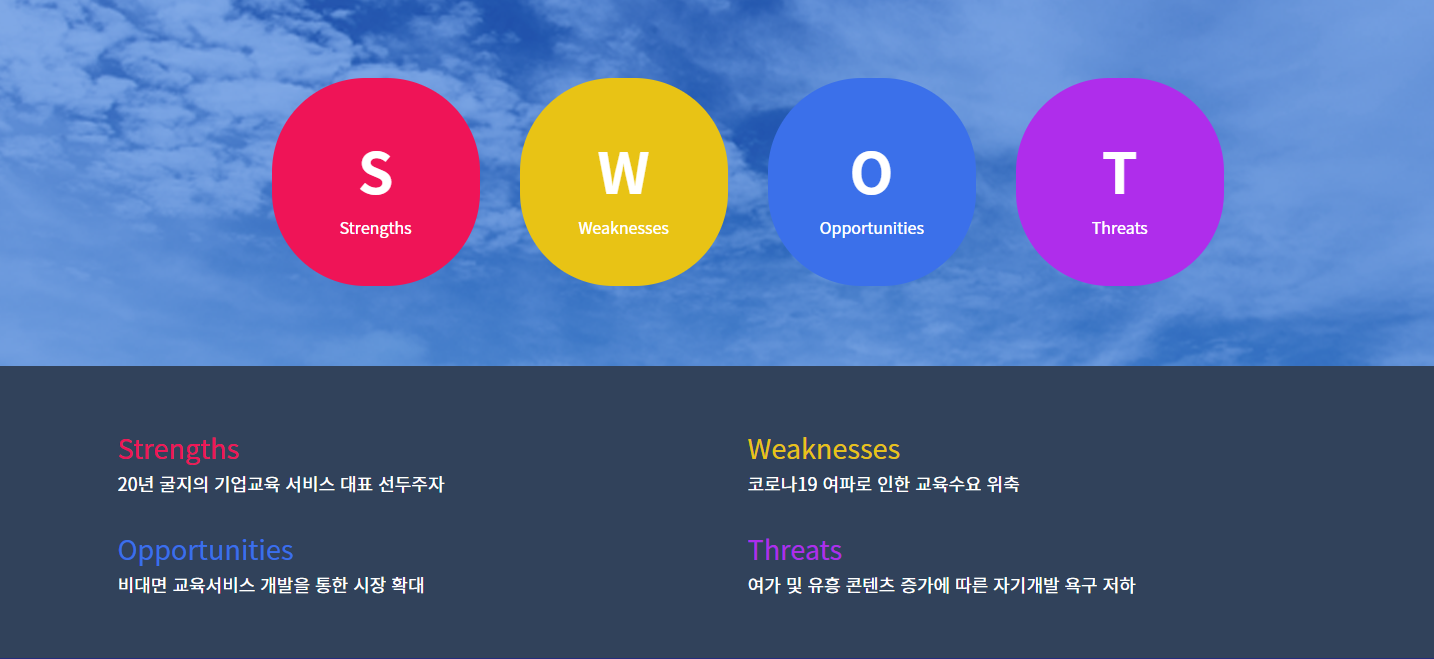 S
Strengths
W
Weaknesses
O
Opportunities
T
Threats
Strengths
20년 굴지의 기업교육 서비스 대표 선두주자
Weaknesses
코로나19 여파로 인한 교육수요 위축
Opportunities
비대면 교육서비스 개발을 통한 시장 확대
Threats
여가 및 유흥 콘텐츠 증가에 따른 자기개발 욕구 저하